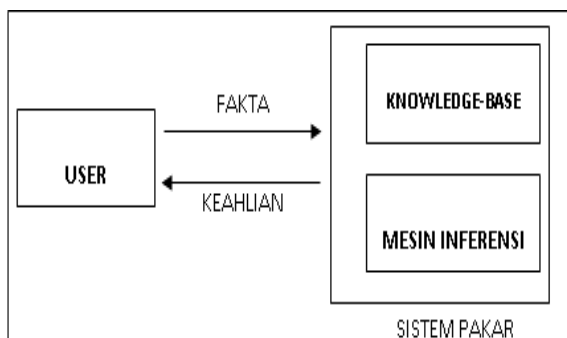 FAKTA
KNOWLEDGE-BASE
USER
KEAHLIAN
MESIN INFERENSI
SISTEM PAKAR